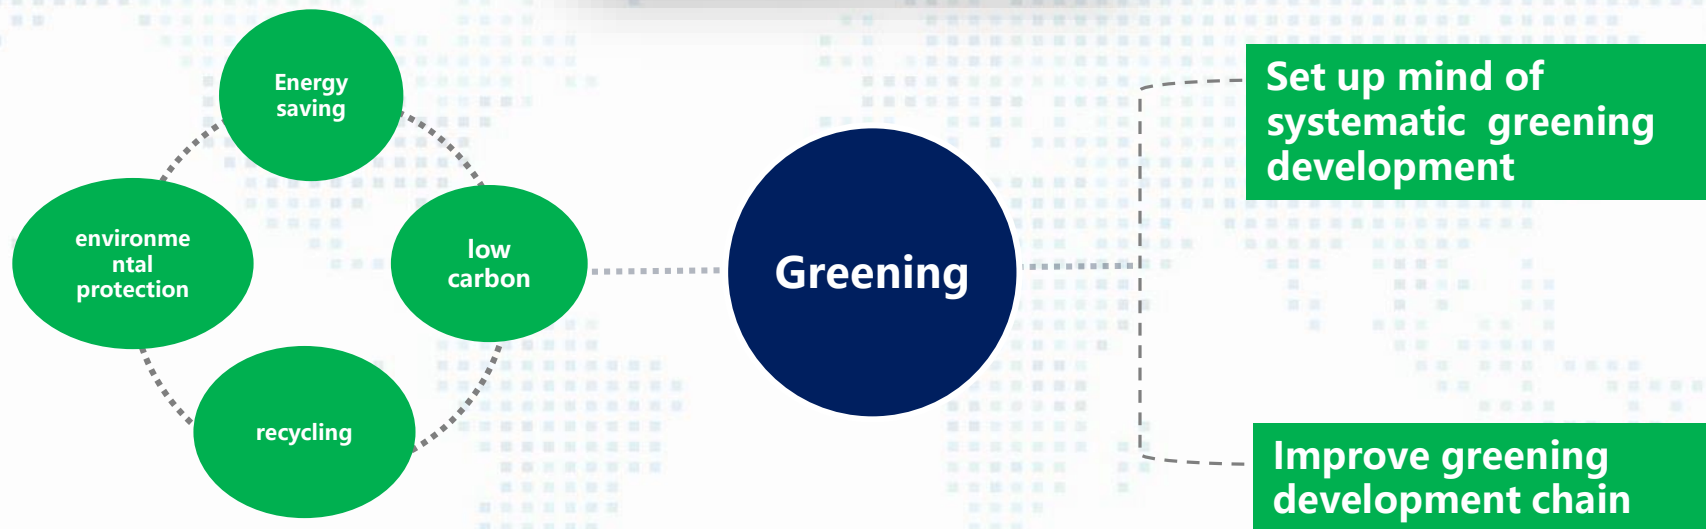 Energy
saving
environme
ntal
protection
low
carbon
recycling
Greening
Set up mind of
systematic greening
development
Improve greening
development chain